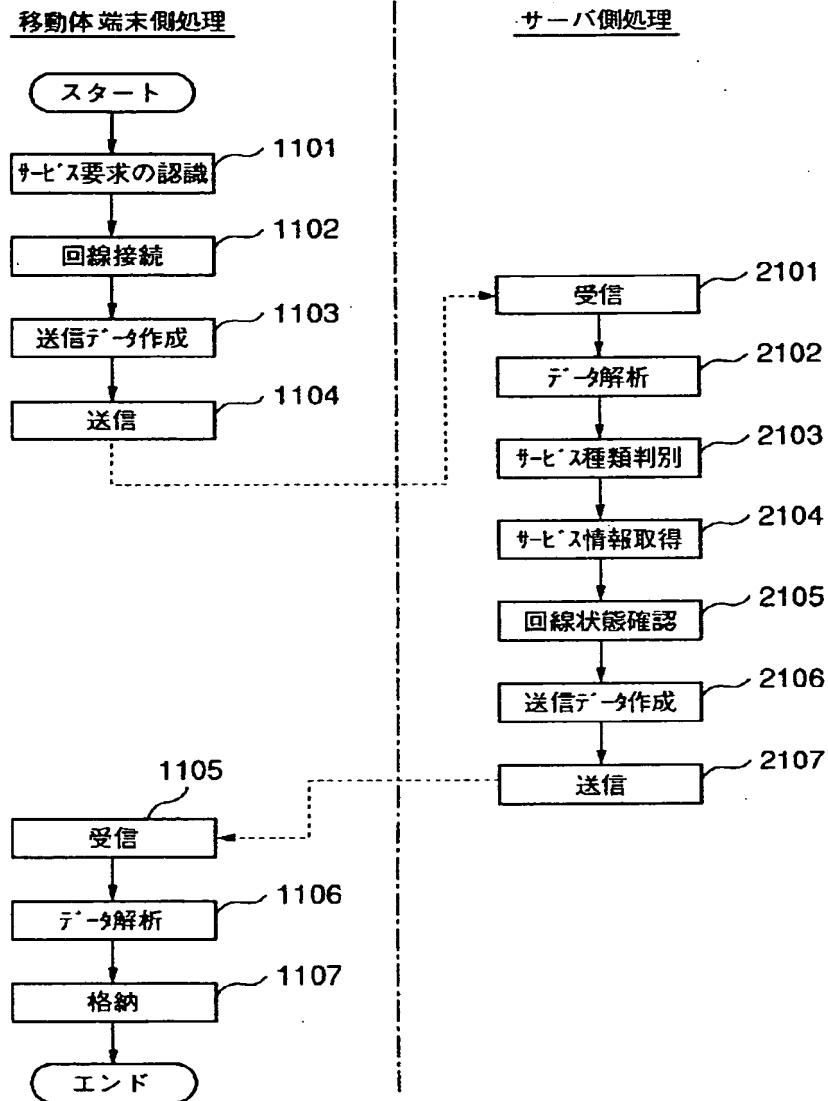 移動体端末側処理
サーバ側処理
スタート
1101
サービス要求の認識
1102
回線接続
1103
送信データ作成
1104
送信
2101
受信
2102
データ解析
2103
サービス種類判別
2104
サービス情報取得
2105
回線状態確認
2106
送信データ作成
2107
送信
1105
受信
1106
データ解析
1107
格納
エンド